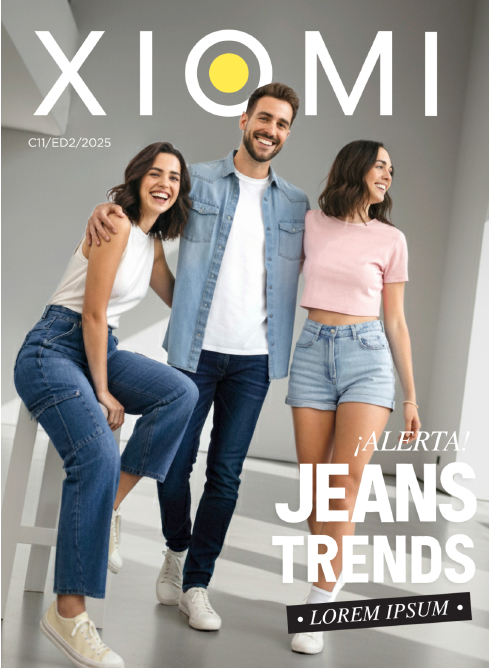 XIOMI
C11/ED2/2025
¡ALERTA!
JEANS
TRENDS
• LOREM IPSUM •